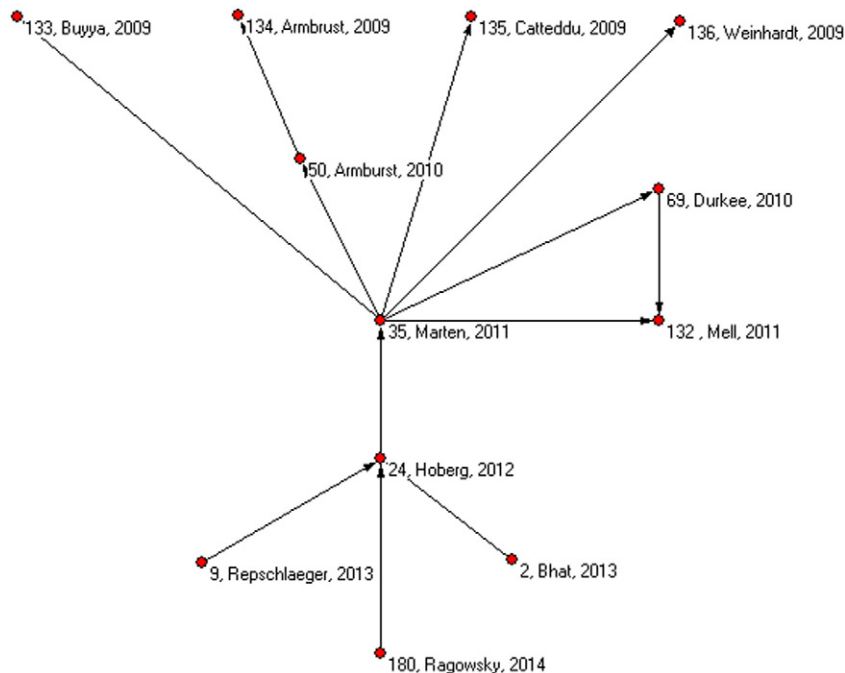 133, Buyya, 2009
134, Armbrust, 2009
135, Catteddu, 2009
136, Weinhardt, 2009
50, Armburst, 2010
69, Durkee, 2010
35, Marten, 2011
132 , Mell, 2011
24, Hoberg, 2012
9, Repschlaeger, 2013
2, Bhat, 2013
180, Ragowsky, 2014